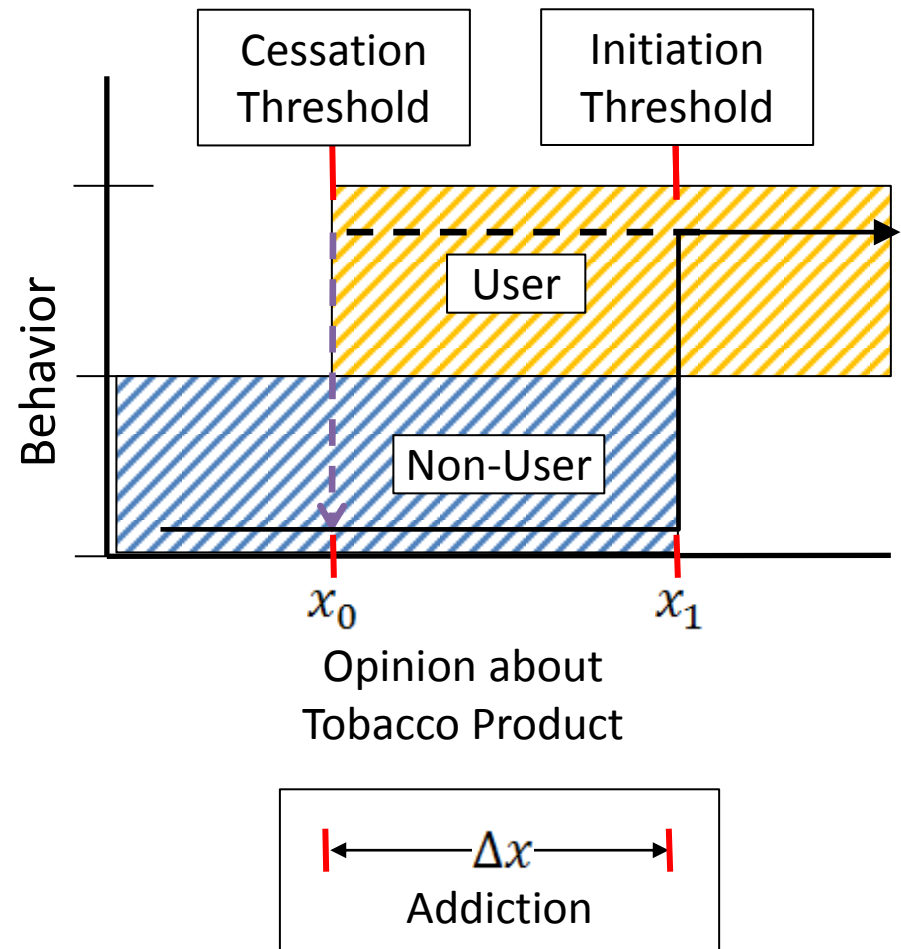 Cessation
Threshold
Initiation
Threshold
Behavior
User
Non-User
x₀
x₁
Opinion about
Tobacco Product
Δx
Addiction